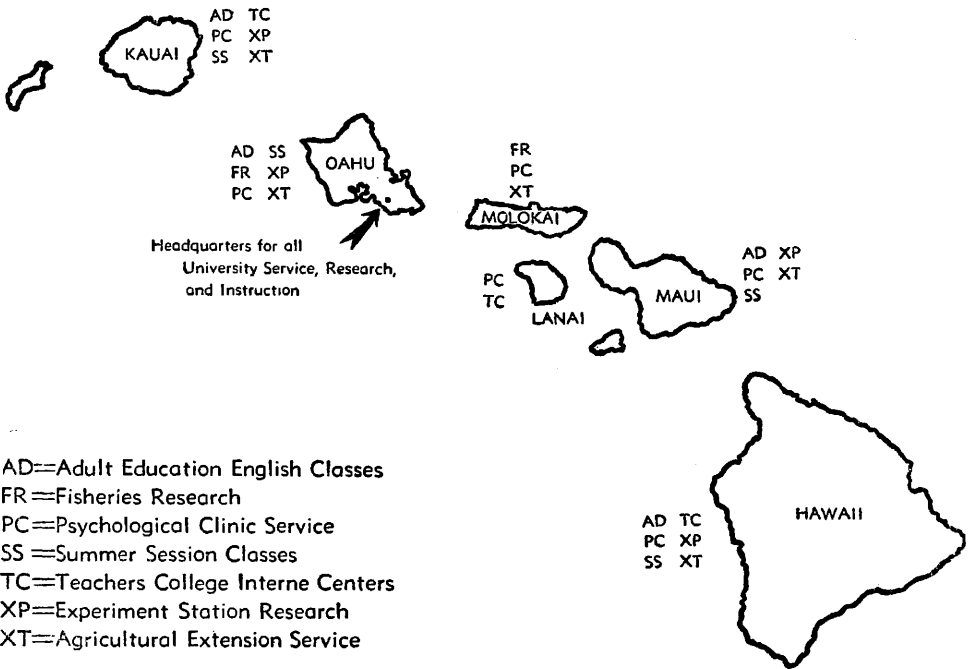 AD TC
PC XP
SS XT
KAUAI
AD SS
FR XP
PC XT
OAHU
Headquarters for all
University Service, Research,
and Instruction
FR
PC
XT
MOLOKAI
PC
TC
LANAI
MAUI
AD XP
PC XT
SS
HAWAII
AD TC
PC XP
SS XT
AD=Adult Education English Classes
FR=Fisheries Research
PC=Psychological Clinic Service
SS=Summer Session Classes
TC=Teachers College Interne Centers
XP=Experiment Station Research
XT=Agricultural Extension Service